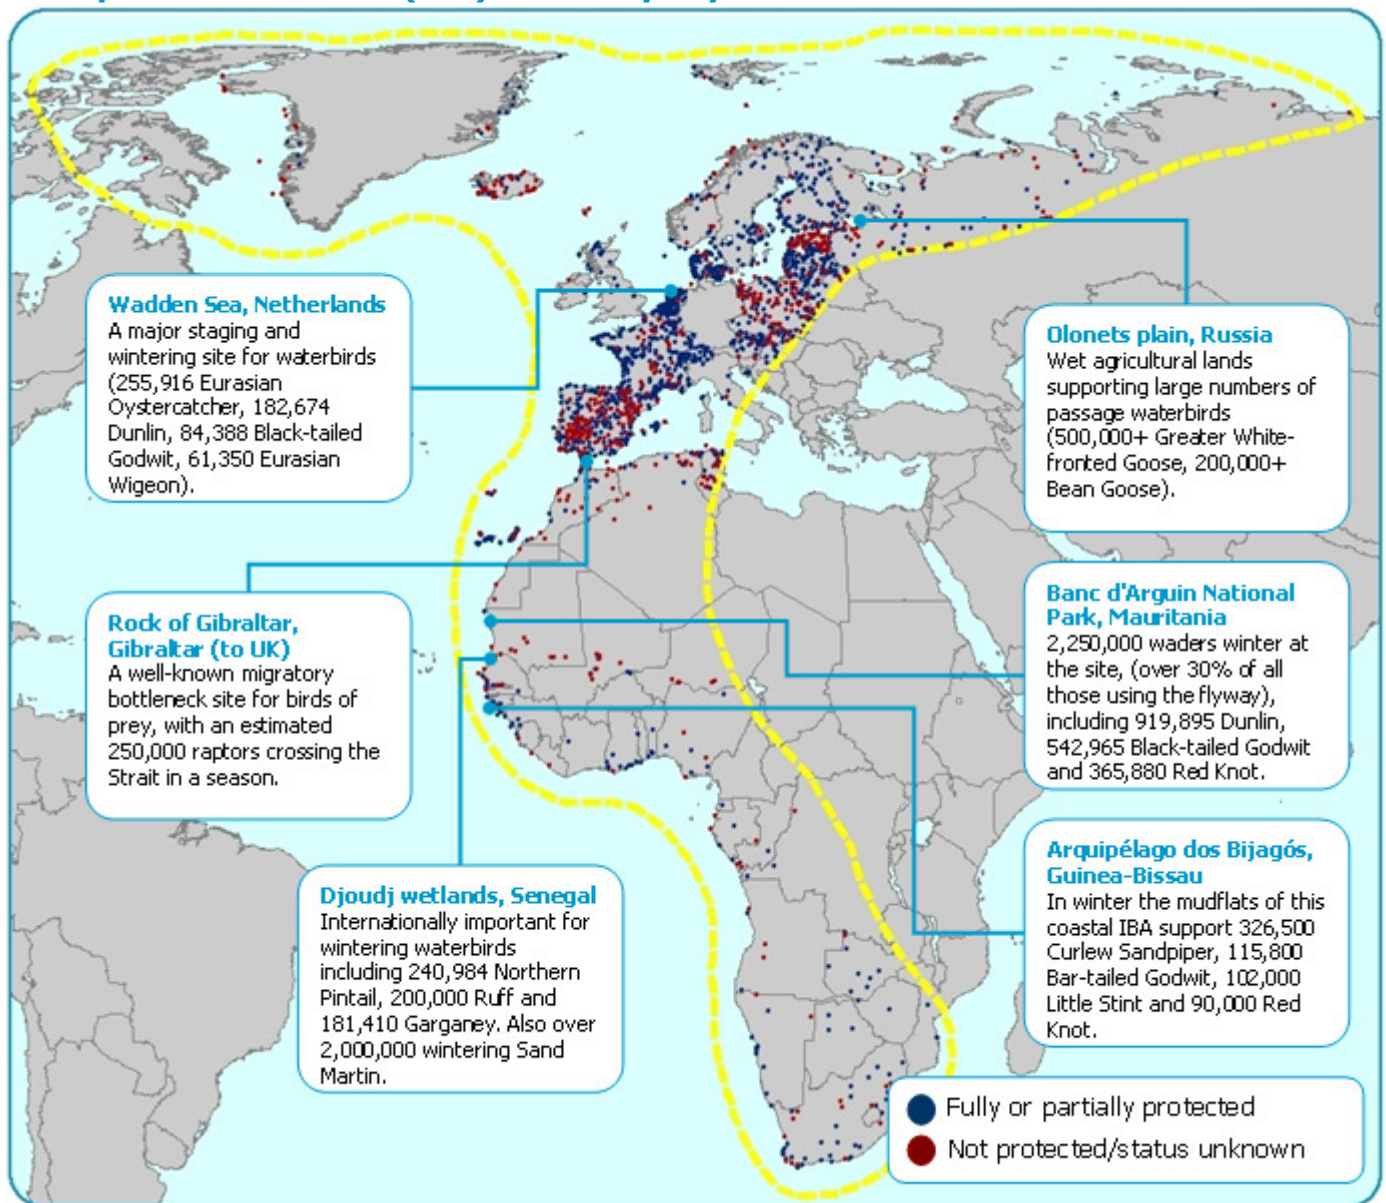 Wadden Sea, Netherlands
A major staging and
wintering site for waterbirds
(255,916 Eurasian
Oystercatcher, 182,674
Dunlin, 84,388 Black-tailed
Godwit, 61,350 Eurasian
Wigeon).
Olonets plain, Russia
Wet agricultural lands
supporting large numbers of
passage waterbirds
(500,000+ Greater White-
fronted Goose, 200,000+
Bean Goose).
Rock of Gibraltar,
Gibraltar (to UK)
A well-known migratory
bottleneck site for birds of
prey, with an estimated
250,000 raptors crossing the
Strait in a season.
Banc d'Arguin National
Park, Mauritania
2,250,000 waders winter at
the site, (over 30% of all
those using the flyway),
including 919,895 Dunlin,
542,965 Black-tailed Godwit
and 365,880 Red Knot.
Djoudj wetlands, Senegal
Internationally important for
wintering waterbirds
including 240,984 Northern
Pintail, 200,000 Ruff and
181,410 Garganey. Also over
2,000,000 wintering Sand
Martin.
Arquipélago dos Bijagós,
Guinea-Bissau
In winter the mudflats of this
coastal IBA support 326,500
Curlew Sandpiper, 115,800
Bar-tailed Godwit, 102,000
Little Stint and 90,000 Red
Knot.
Fully or partially protected
Not protected/status unknown